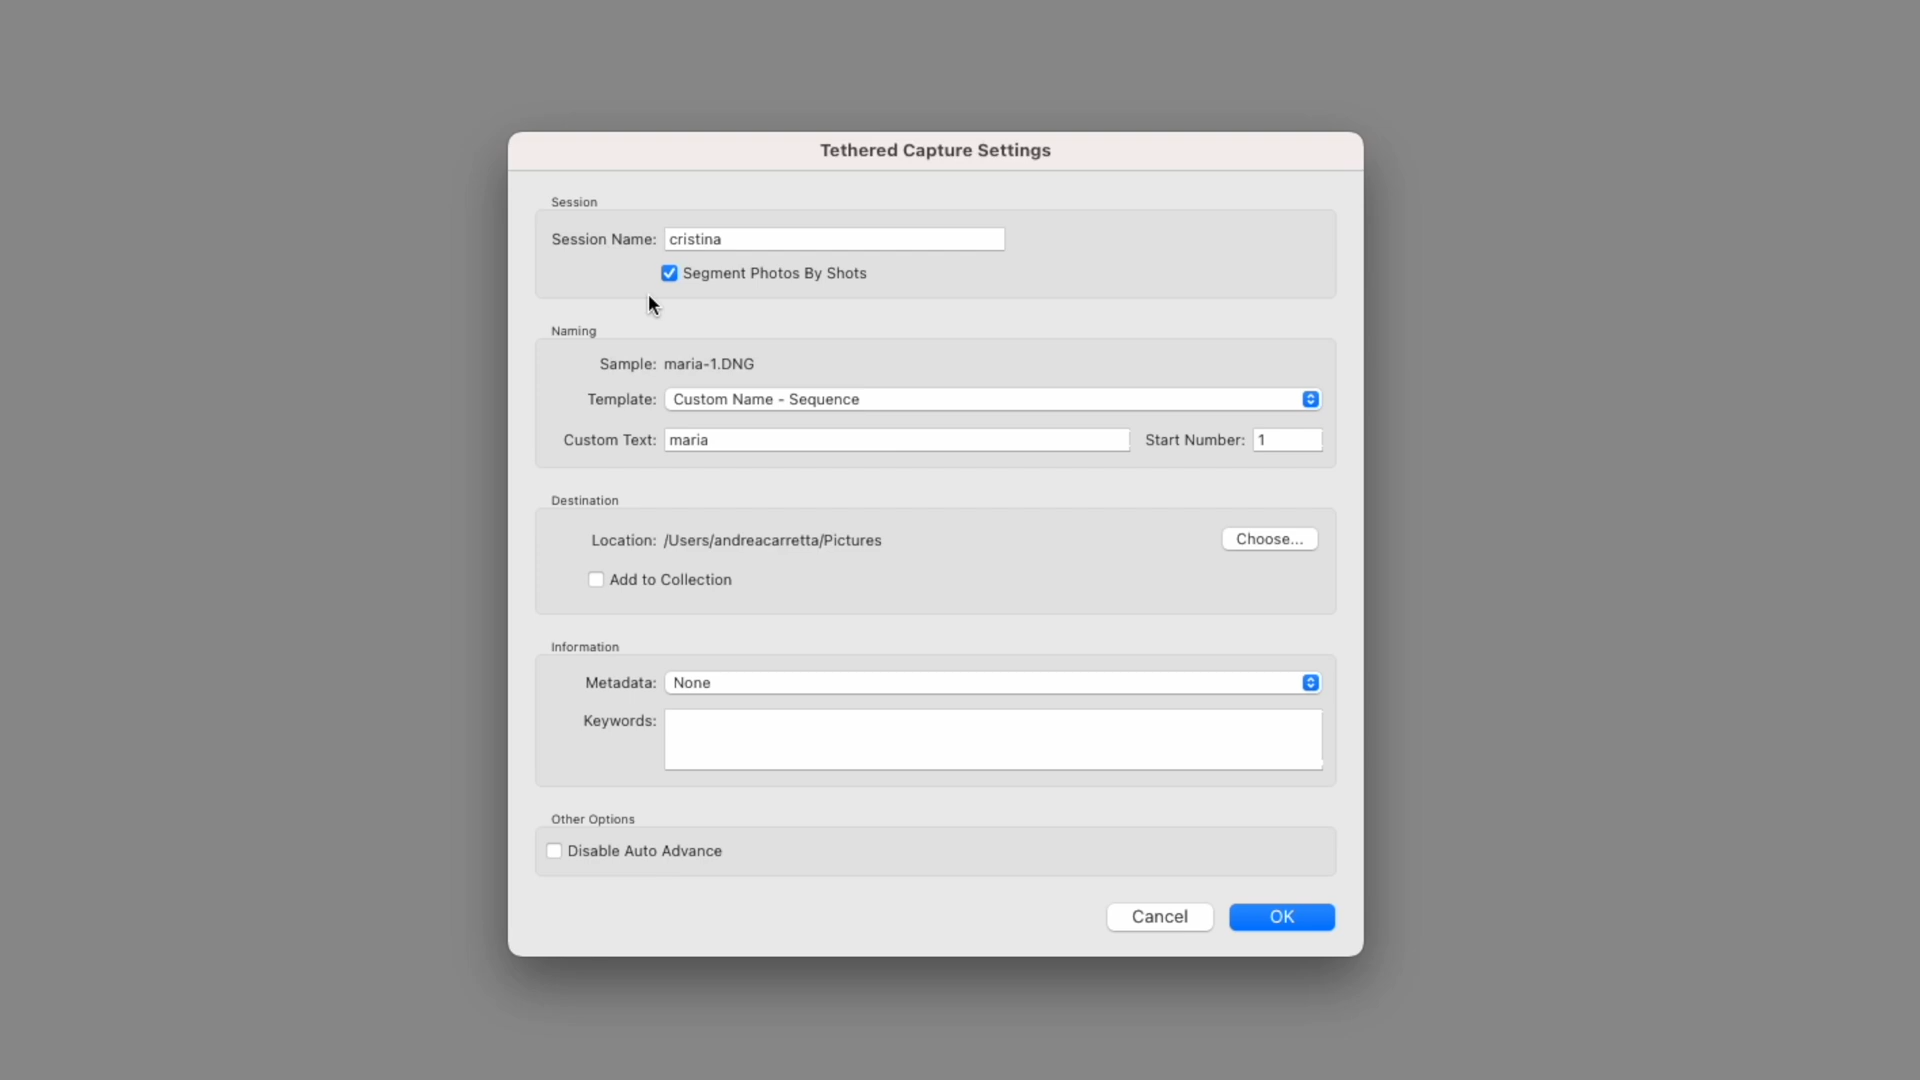 Tethered Capture Settings
Session
Session Name: cristina
Segment Photos By Shots
Naming
Sample: maria-1.DNG
Template: Custom Name - Sequence
Custom Text: maria Start Number: 1
Destination
Location: /Users/andreacarretta/Pictures Choose...
Add to Collection
Information
Metadata: None
Keywords:
Other Options
Disable Auto Advance
Cancel OK